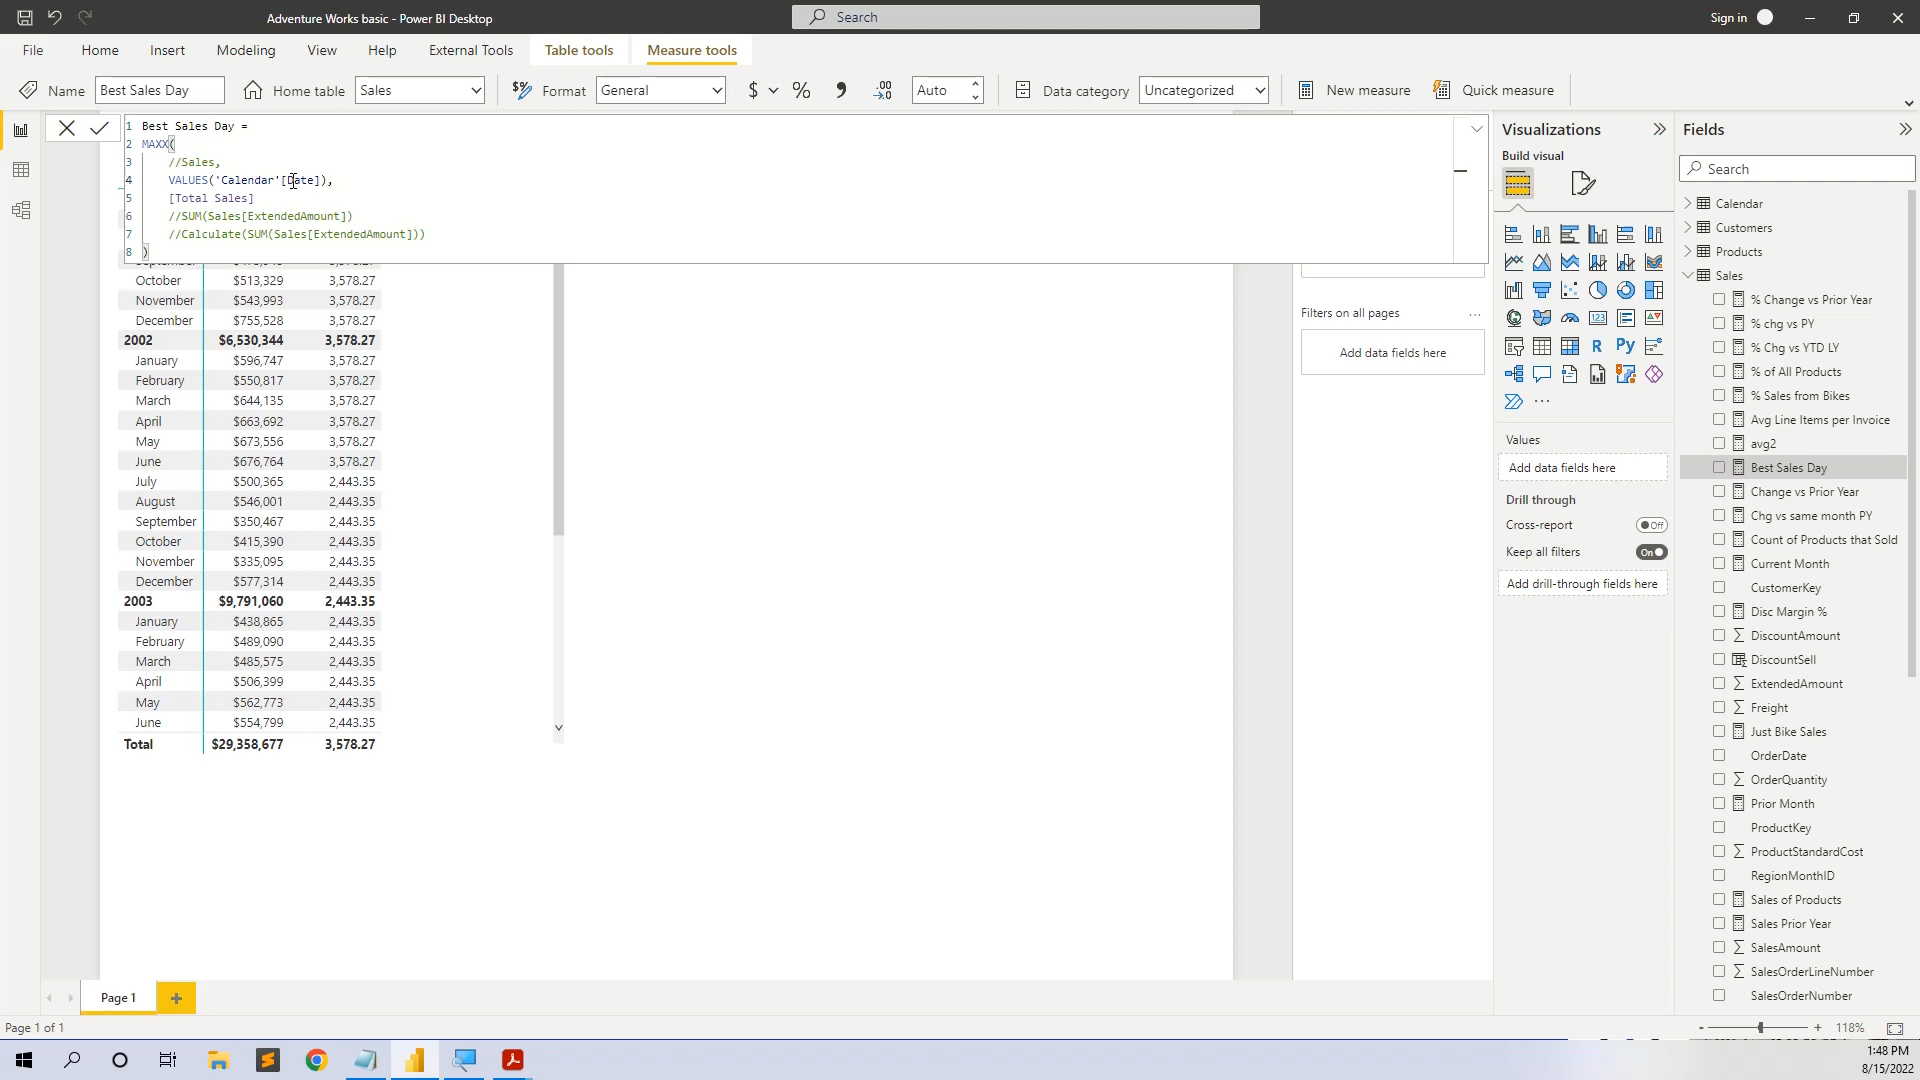 Adventure Works basic - Power BI Desktop
Search
Sign in
File Home Insert Modeling View Help External Tools Table tools Measure tools
Name Best Sales Day Home table Sales Format General $ % 9 .00 Auto Data category Uncategorized New measure Quick measure
1 Best Sales Day =
2 MAXX(
3 //Sales,
4 VALUES('Calendar'[Date]),
5 [Total Sales]
6 //SUM(Sales[ExtendedAmount])
7 //Calculate(SUM(Sales[ExtendedAmount]))
8 )
October $513,329 3,578.27
November $543,993 3,578.27
December $755,528 3,578.27
2002 $6,530,344 3,578.27
January $596,747 3,578.27
February $550,817 3,578.27
March $644,135 3,578.27
April $663,692 3,578.27
May $673,556 3,578.27
June $676,764 3,578.27
July $500,365 2,443.35
August $546,001 2,443.35
September $350,467 2,443.35
October $415,390 2,443.35
November $335,095 2,443.35
December $577,314 2,443.35
2003 $9,791,060 2,443.35
January $438,865 2,443.35
February $489,090 2,443.35
March $485,575 2,443.35
April $506,399 2,443.35
May $562,773 2,443.35
June $554,799 2,443.35
Total $29,358,677 3,578.27
Filters on all pages ...
Add data fields here
Visualizations
Build visual
123
R Py
...
Values
Add data fields here
Drill through
Cross-report Off
Keep all filters On
Add drill-through fields here
Fields
Search
Calendar
Customers
Products
Sales
% Change vs Prior Year
% chg vs PY
% Chg vs YTD LY
% of All Products
% Sales from Bikes
Avg Line Items per Invoice
avg2
Best Sales Day
Change vs Prior Year
Chg vs same month PY
Count of Products that Sold
Current Month
CustomerKey
Disc Margin %
DiscountAmount
DiscountSell
ExtendedAmount
Freight
Just Bike Sales
OrderDate
OrderQuantity
Prior Month
ProductKey
ProductStandardCost
RegionMonthID
Sales of Products
Sales Prior Year
SalesAmount
SalesOrderLineNumber
SalesOrderNumber
Page 1
Page 1 of 1
- + 118%
1:48 PM
8/15/2022